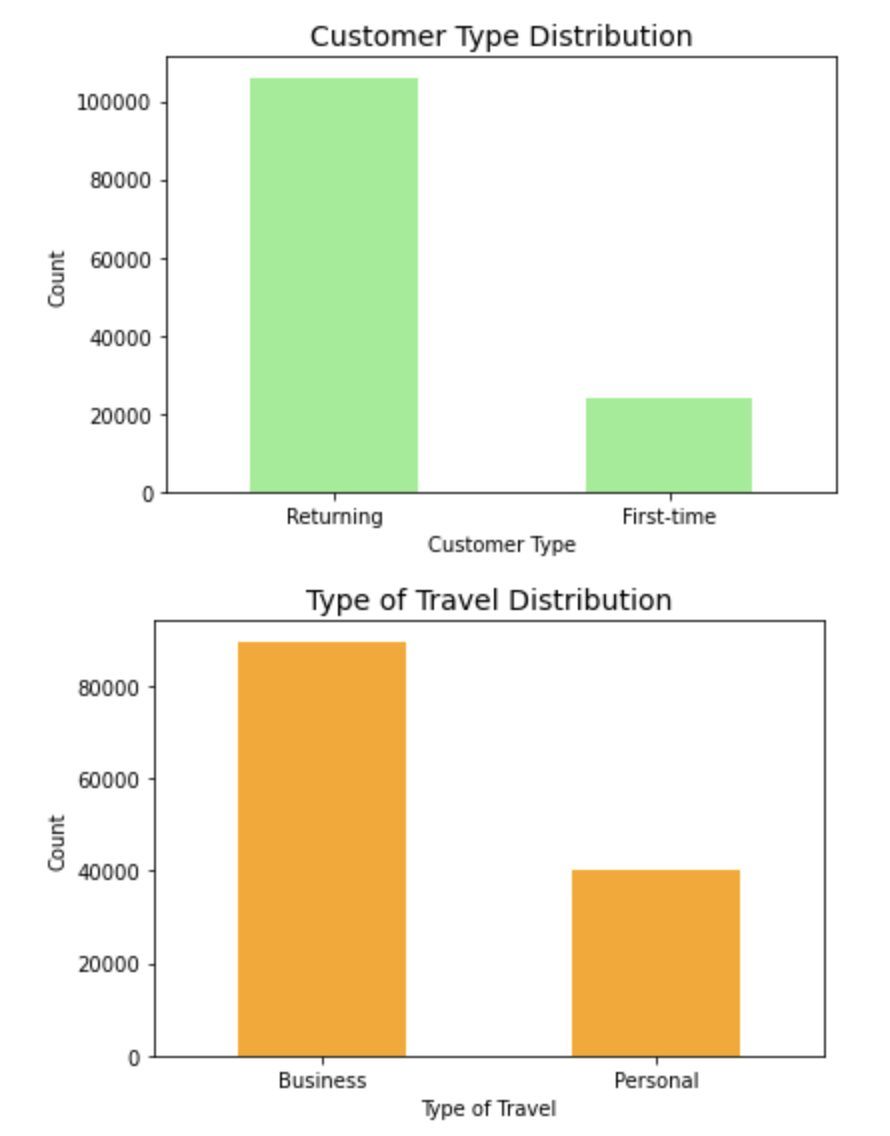 Customer Type Distribution
100000
80000
60000
40000
20000
0
Count
Returning First-time
Customer Type
Type of Travel Distribution
80000
60000
40000
20000
0
Count
Business Personal
Type of Travel